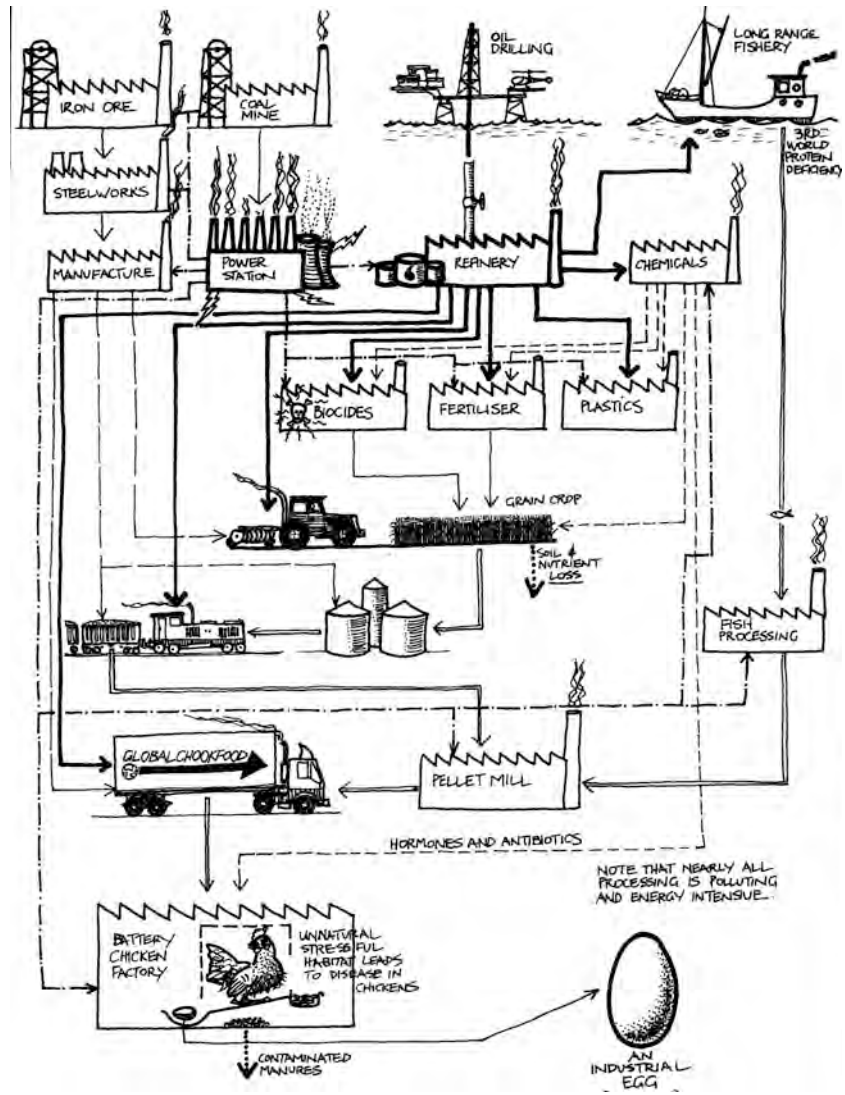 OIL
DRILLING
LONG RANGE
FISHERY
IRON ORE
COAL
MINE
3RD-
WORLD
PROTEIN
DEFICIENCY
STEELWORKS
MANUFACTURE
POWER
STATION
REFINERY
CHEMICALS
BIOCIDES
FERTILISER
PLASTICS
GRAIN CROP
SOIL &
NUTRIENT
LOSS
FISH
PROCESSING
GLOBAL CHOOKFOOD
PELLET MILL
HORMONES AND ANTIBIOTICS
NOTE THAT NEARLY ALL
PROCESSING IS POLLUTING
AND ENERGY INTENSIVE.
BATTERY
CHICKEN
FACTORY
UNNATURAL
STRESSFUL
HABITAT LEADS
TO DISEASE IN
CHICKENS
CONTAMINATED
MANURES
AN
INDUSTRIAL
EGG